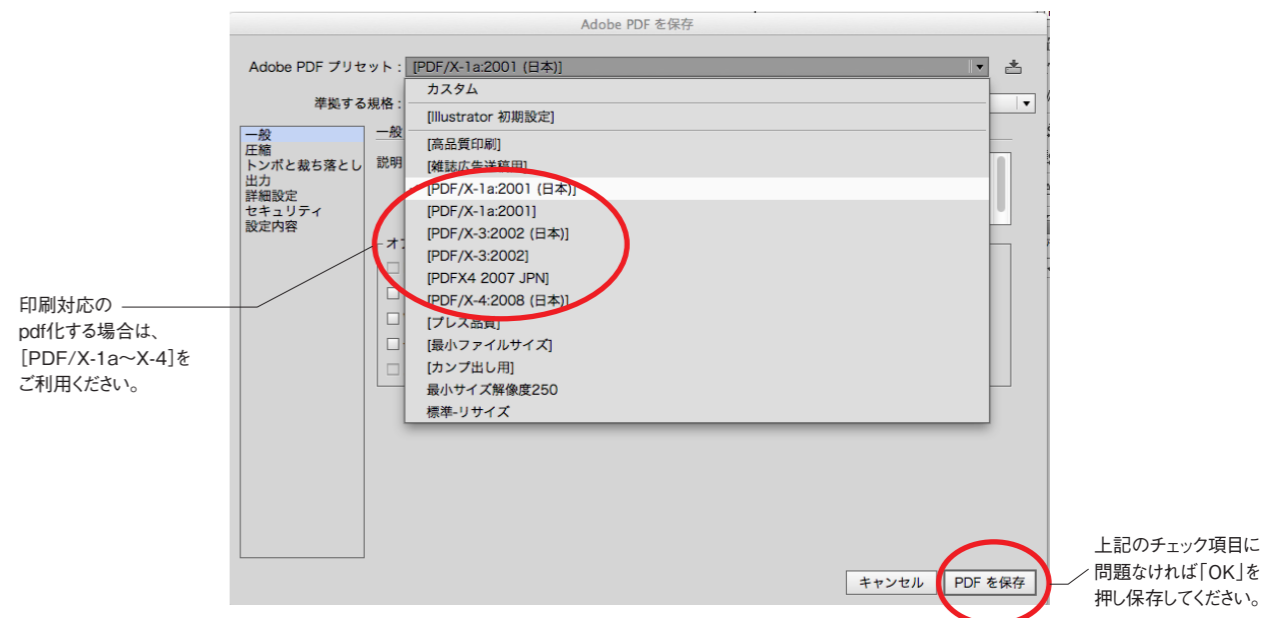 Adobe PDF を保存
Adobe PDF プリセット : [PDF/X-1a:2001 (日本)]
準拠する規格 :
カスタム
[Illustrator 初期設定]
[高品質印刷]
[雑誌広告送稿用]
[PDF/X-1a:2001 (日本)]
[PDF/X-1a:2001]
[PDF/X-3:2002 (日本)]
[PDF/X-3:2002]
[PDFX4 2007 JPN]
[PDF/X-4:2008 (日本)]
[プレス品質]
[最小ファイルサイズ]
[カンプ出し用]
最小サイズ解像度250
標準-リサイズ
一般
圧縮
トンボと裁ち落とし
出力
詳細設定
セキュリティ
設定内容
一般
説明
印刷対応の
pdf化する場合は、
[PDF/X-1a〜X-4]を
ご利用ください。
キャンセル
PDF を保存
上記のチェック項目に
問題なければ「OK」を
押し保存してください。